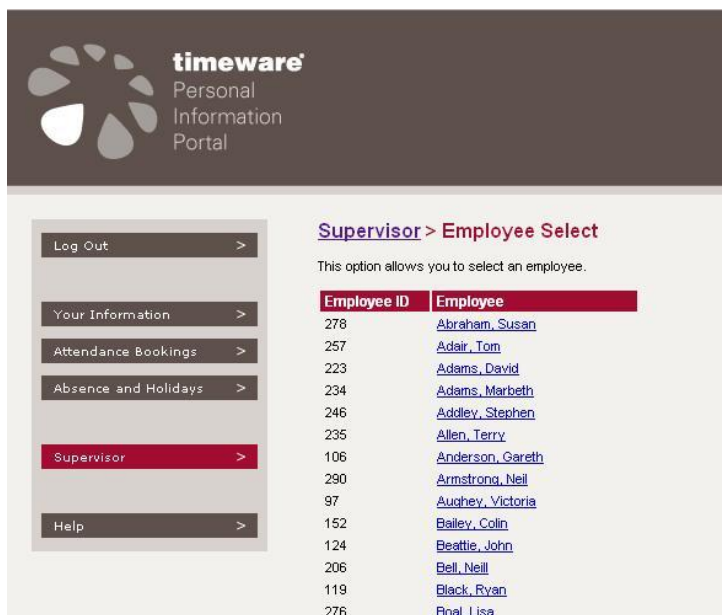 timeware®
Personal
Information
Portal
Log Out >
Your Information >
Attendance Bookings >
Absence and Holidays >
Supervisor >
Help >
Supervisor > Employee Select
This option allows you to select an employee.
Employee ID Employee
278 Abraham, Susan
257 Adair, Tom
223 Adams, David
234 Adams, Marbeth
246 Addley, Stephen
235 Allen, Terry
106 Anderson, Gareth
290 Armstrong, Neil
97 Aughey, Victoria
152 Bailey, Colin
124 Beattie, John
206 Bell, Neill
119 Black, Ryan
276 Boal, Lisa